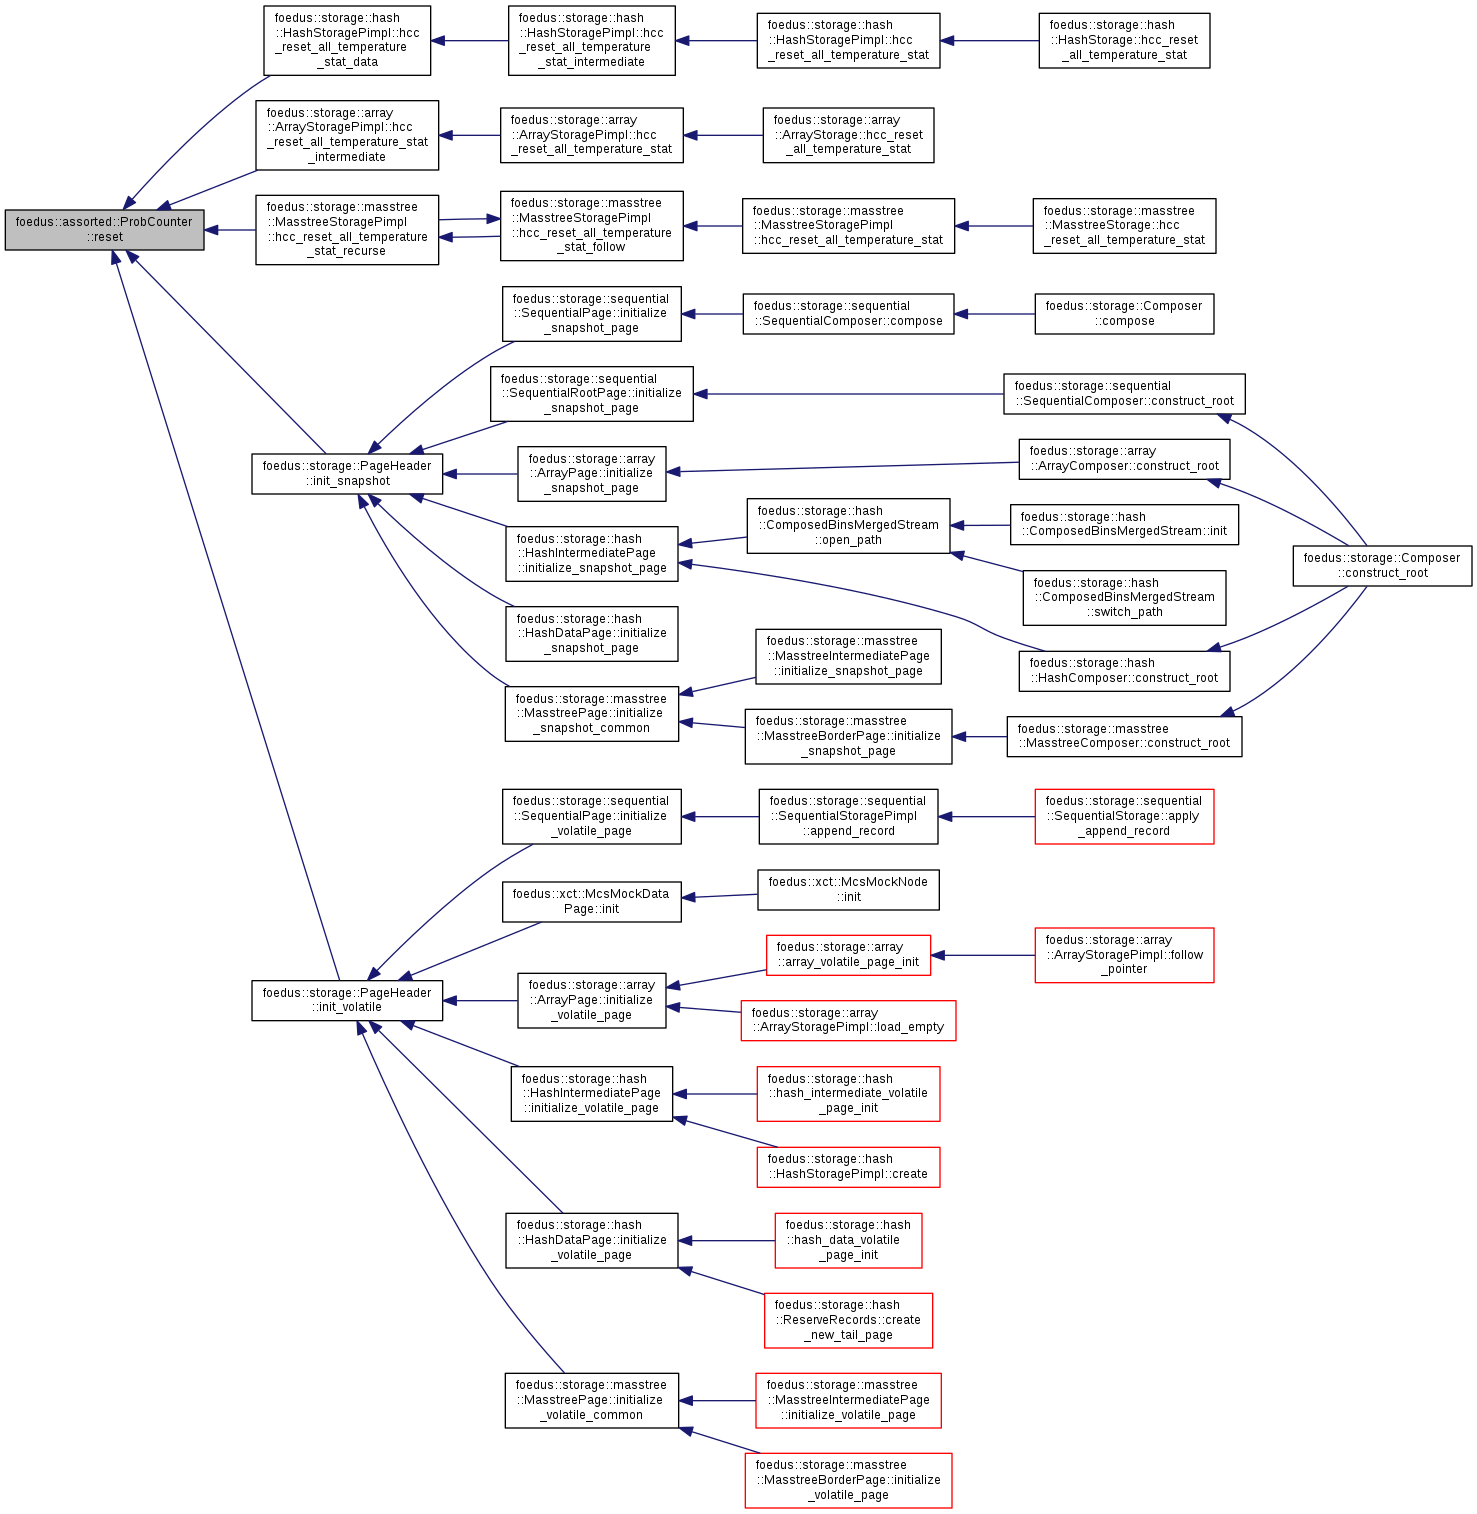 foedus::storage::hash
::HashStoragePimpl::hcc
_reset_all_temperature
_stat_data
foedus::storage::hash
::HashStoragePimpl::hcc
_reset_all_temperature
_stat_intermediate
foedus::storage::hash
::HashStoragePimpl::hcc
_reset_all_temperature_stat
foedus::storage::hash
::HashStorage::hcc_reset
_all_temperature_stat
foedus::storage::array
::ArrayStoragePimpl::hcc
_reset_all_temperature_stat
_intermediate
foedus::storage::array
::ArrayStoragePimpl::hcc
_reset_all_temperature_stat
foedus::storage::array
::ArrayStorage::hcc_reset
_all_temperature_stat
foedus::assorted::ProbCounter
::reset
foedus::storage::masstree
::MasstreeStoragePimpl
::hcc_reset_all_temperature
_stat_recurse
foedus::storage::masstree
::MasstreeStoragePimpl
::hcc_reset_all_temperature
_stat_follow
foedus::storage::masstree
::MasstreeStoragePimpl
::hcc_reset_all_temperature_stat
foedus::storage::masstree
::MasstreeStorage::hcc
_reset_all_temperature_stat
foedus::storage::sequential
::SequentialPage::initialize
_snapshot_page
foedus::storage::sequential
::SequentialComposer::compose
foedus::storage::Composer
::compose
foedus::storage::sequential
::SequentialRootPage::initialize
_snapshot_page
foedus::storage::sequential
::SequentialComposer::construct_root
foedus::storage::PageHeader
::init_snapshot
foedus::storage::array
::ArrayPage::initialize
_snapshot_page
foedus::storage::array
::ArrayComposer::construct_root
foedus::storage::hash
::HashIntermediatePage
::initialize_snapshot_page
foedus::storage::hash
::ComposedBinsMergedStream
::open_path
foedus::storage::hash
::ComposedBinsMergedStream::init
foedus::storage::hash
::ComposedBinsMergedStream
::switch_path
foedus::storage::Composer
::construct_root
foedus::storage::hash
::HashDataPage::initialize
_snapshot_page
foedus::storage::masstree
::MasstreeIntermediatePage
::initialize_snapshot_page
foedus::storage::hash
::HashComposer::construct_root
foedus::storage::masstree
::MasstreePage::initialize
_snapshot_common
foedus::storage::masstree
::MasstreeBorderPage::initialize
_snapshot_page
foedus::storage::masstree
::MasstreeComposer::construct_root
foedus::storage::sequential
::SequentialPage::initialize
_volatile_page
foedus::storage::sequential
::SequentialStoragePimpl
::append_record
foedus::storage::sequential
::SequentialStorage::apply
_append_record
foedus::xct::McsMockData
Page::init
foedus::xct::McsMockNode
::init
foedus::storage::PageHeader
::init_volatile
foedus::storage::array
::ArrayPage::initialize
_volatile_page
foedus::storage::array
::array_volatile_page_init
foedus::storage::array
::ArrayStoragePimpl::follow
_pointer
foedus::storage::array
::ArrayStoragePimpl::load_empty
foedus::storage::hash
::HashIntermediatePage
::initialize_volatile_page
foedus::storage::hash
::hash_intermediate_volatile
_page_init
foedus::storage::hash
::HashStoragePimpl::create
foedus::storage::hash
::HashDataPage::initialize
_volatile_page
foedus::storage::hash
::hash_data_volatile
_page_init
foedus::storage::hash
::ReserveRecords::create
_new_tail_page
foedus::storage::masstree
::MasstreePage::initialize
_volatile_common
foedus::storage::masstree
::MasstreeIntermediatePage
::initialize_volatile_page
foedus::storage::masstree
::MasstreeBorderPage::initialize
_volatile_page